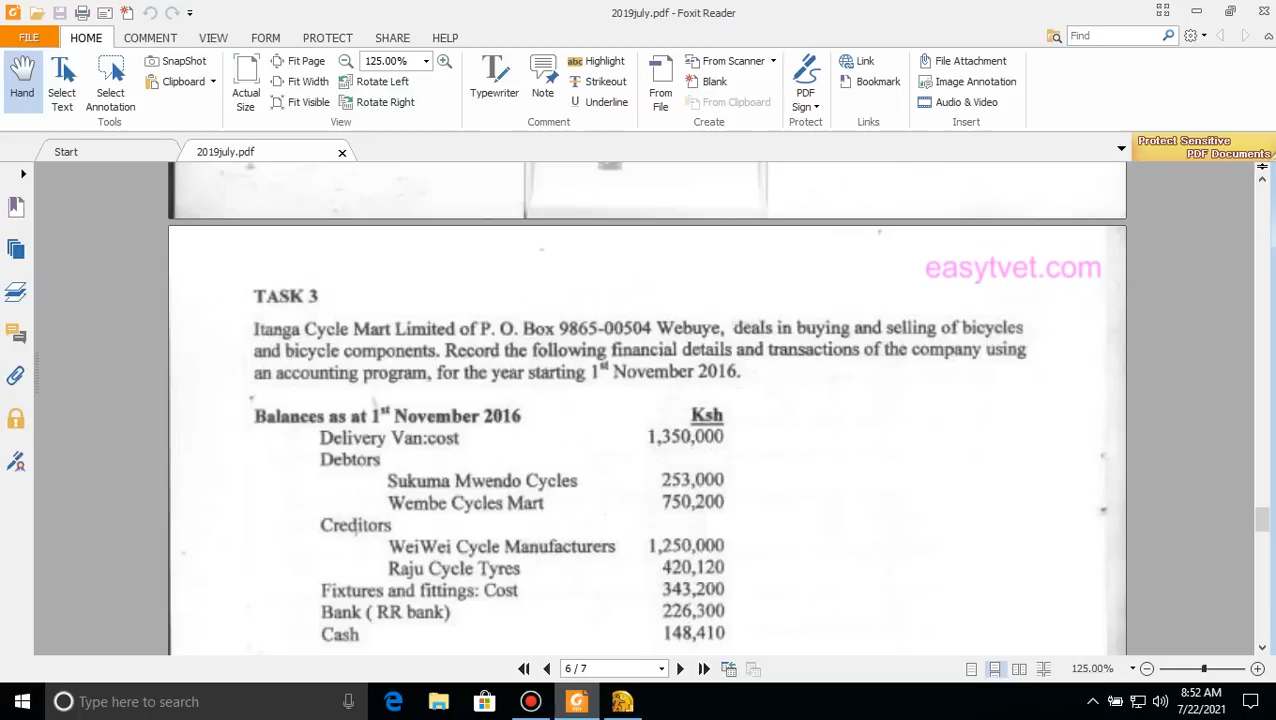 2019july.pdf - Foxit Reader
FILE HOME COMMENT VIEW FORM PROTECT SHARE HELP Find
Hand
Select Text
Select Annotation
SnapShot
Clipboard
Tools
Actual Size
Fit Page
Fit Width
Fit Visible
125.00%
Rotate Left
Rotate Right
View
Typewriter
Note
abc Highlight
Strikeout
U Underline
Comment
From File
From Scanner
Blank
From Clipboard
Create
PDF Sign
Protect
Link
Bookmark
Links
File Attachment
Image Annotation
Audio & Video
Insert
Start 2019july.pdf
Protect Sensitive
PDF Documents
easytvet.com
TASK 3
Itanga Cycle Mart Limited of P. O. Box 9865-00504 Webuye, deals in buying and selling of bicycles
and bicycle components. Record the following financial details and transactions of the company using
an accounting program, for the year starting 1st November 2016.
Balances as at 1st November 2016 Ksh
Delivery Van:cost 1,350,000
Debtors
Sukuma Mwendo Cycles 253,000
Wembe Cycles Mart 750,200
Creditors
WeiWei Cycle Manufacturers 1,250,000
Raju Cycle Tyres 420,120
Fixtures and fittings: Cost 343,200
Bank ( RR bank) 226,300
Cash 148,410
6 / 7 125.00%
Type here to search
8:52 AM
7/22/2021